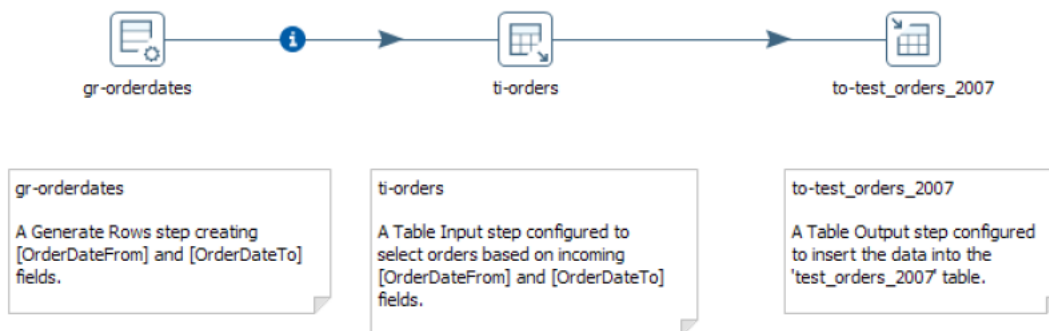 i
gr-orderdates
ti-orders
to-test_orders_2007
gr-orderdates
A Generate Rows step creating
[OrderDateFrom] and [OrderDateTo]
fields.
ti-orders
A Table Input step configured to
select orders based on incoming
[OrderDateFrom] and [OrderDateTo]
fields.
to-test_orders_2007
A Table Output step configured
to insert the data into the
'test_orders_2007' table.